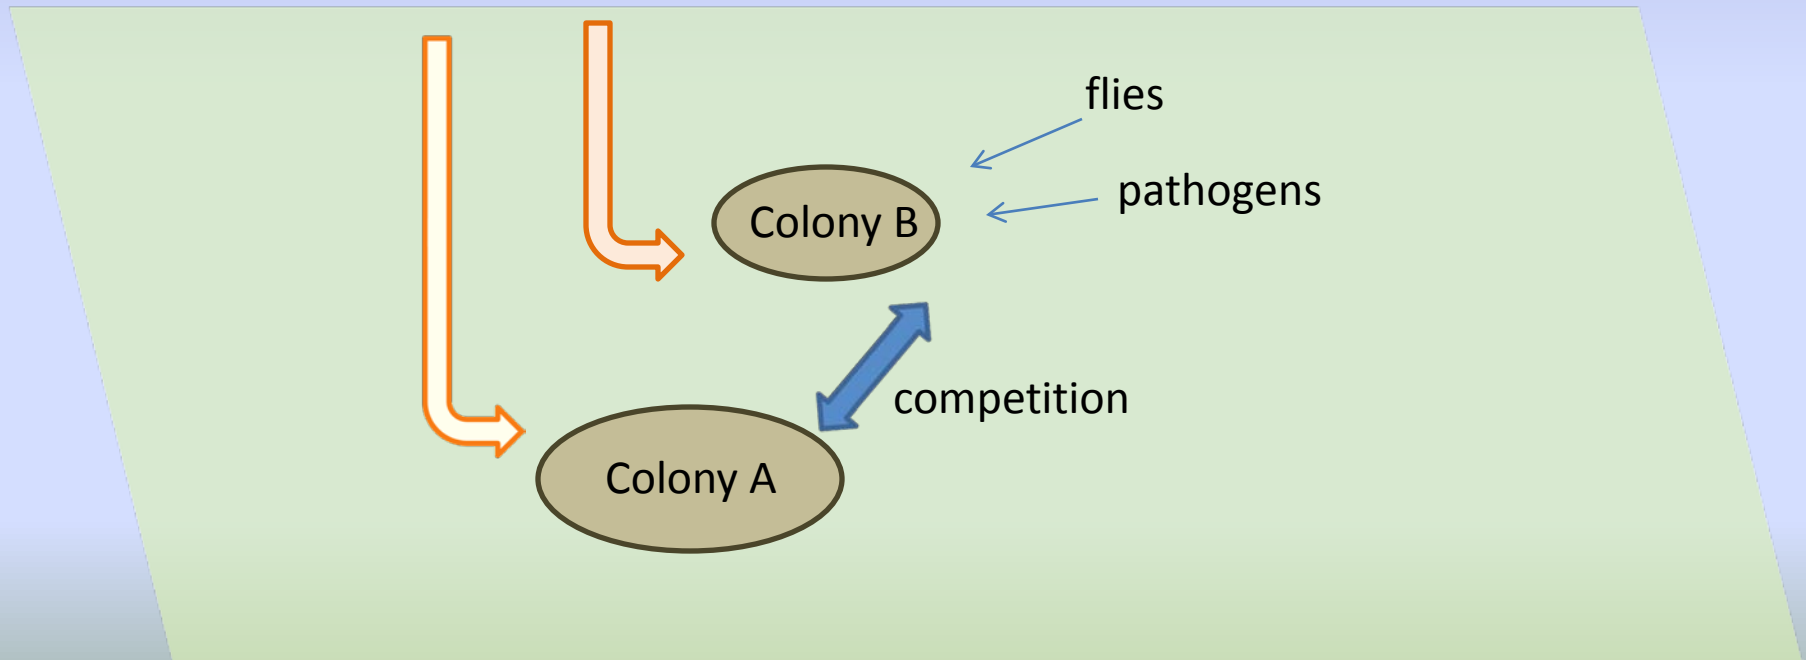 flies
pathogens
Colony B
competition
Colony A